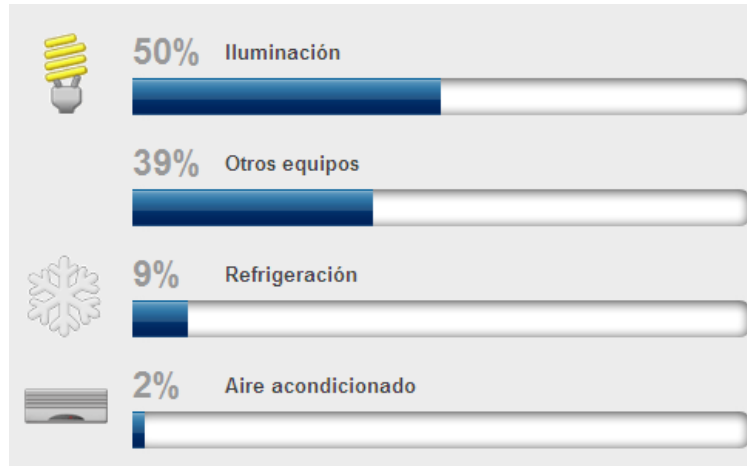 50% Iluminación
39% Otros equipos
9% Refrigeración
2% Aire acondicionado